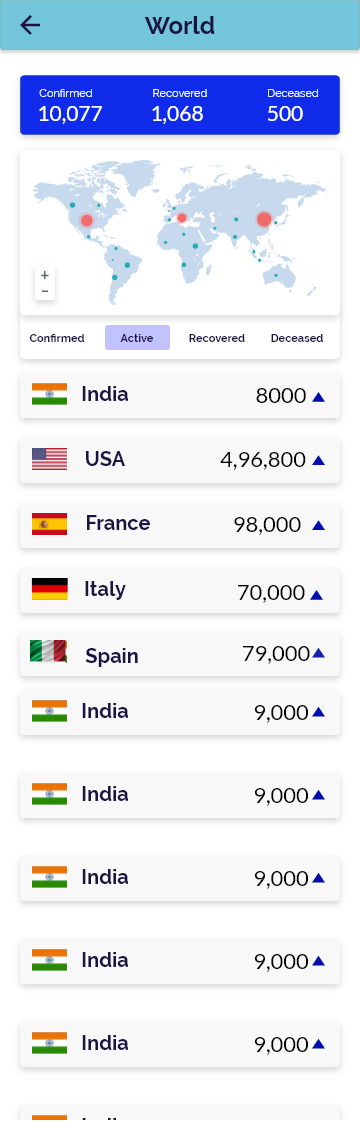 World
Confirmed Recovered Deceased
10,077 1,068 500
+
-
Confirmed Active Recovered Deceased
India 8000
USA 4,96,800
France 98,000
Italy 70,000
Spain 79,000
India 9,000
India 9,000
India 9,000
India 9,000
India 9,000